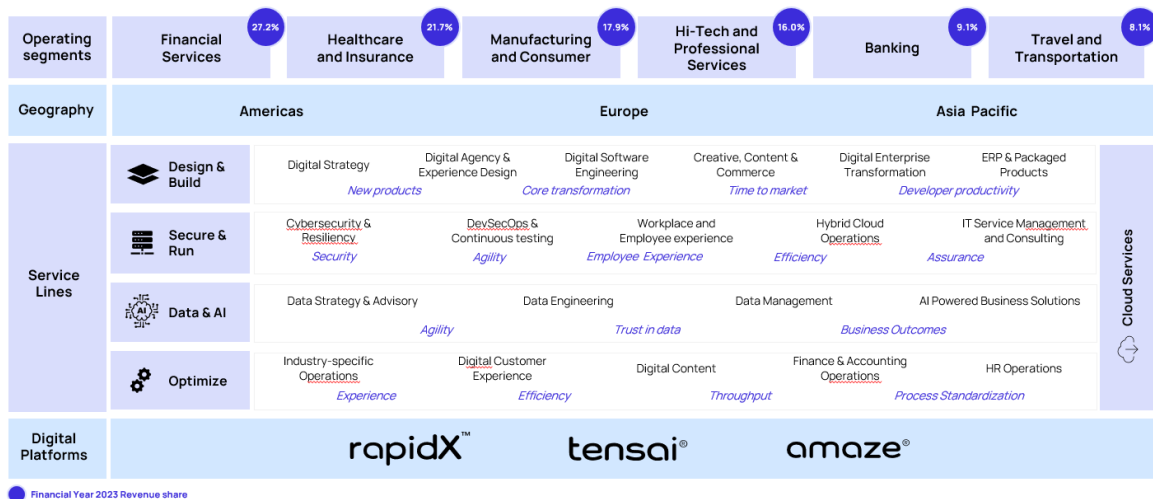 Operating
segments
Financial
Services
27.2%
Healthcare
and Insurance
21.7%
Manufacturing
and Consumer
17.9%
Hi-Tech and
Professional
Services
16.0%
Banking
9.1%
Travel and
Transportation
8.1%
Geography
Americas
Europe
Asia Pacific
Service
Lines
Design &
Build
Digital Strategy
Digital Agency &
Experience Design
Digital Software
Engineering
Creative, Content &
Commerce
Digital Enterprise
Transformation
ERP & Packaged
Products
New products
Core transformation
Time to market
Developer productivity
Secure &
Run
Cybersecurity &
Resiliency
DevSecOps &
Continuous testing
Workplace and
Employee experience
Hybrid Cloud
Operations
IT Service Management
and Consulting
Security
Agility
Employee Experience
Efficiency
Assurance
AI
Data & AI
Data Strategy & Advisory
Data Engineering
Data Management
AI Powered Business Solutions
Agility
Trust in data
Business Outcomes
Optimize
Industry-specific
Operations
Digital Customer
Experience
Digital Content
Finance & Accounting
Operations
HR Operations
Experience
Efficiency
Throughput
Process Standardization
Cloud Services
Digital
Platforms
rapidX™
tensai®
amaze®
Financial Year 2023 Revenue share